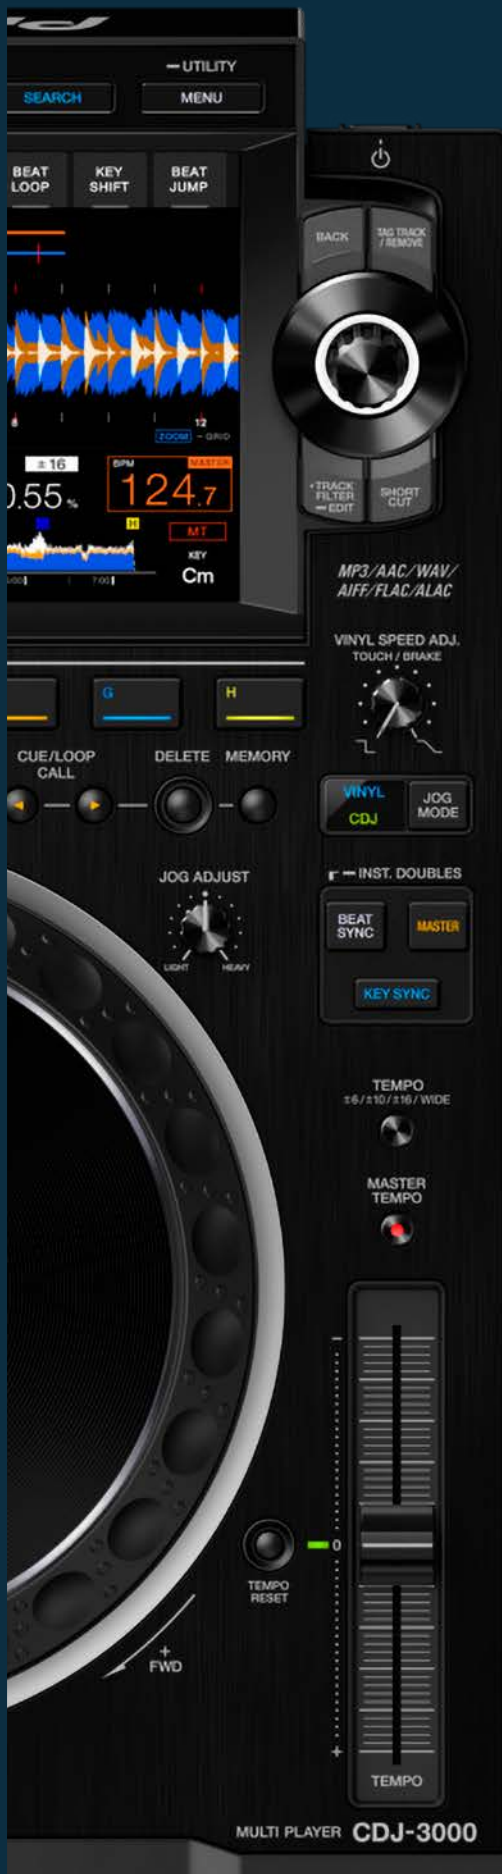 UTILITY
SEARCH
MENU
BEAT
LOOP
KEY
SHIFT
BEAT
JUMP
BACK
TAG TRACK
/ REMOVE
8
12
ZOOM – GRID
±16
0.55 %
BPM
MASTER
124.7
H
MT
7:00
KEY
Cm
• TRACK
FILTER
— EDIT
SHORT
CUT
MP3/AAC/WAV/
AIFF/FLAC/ALAC
VINYL SPEED ADJ.
TOUCH / BRAKE
G
H
CUE/LOOP
CALL
DELETE
MEMORY
VINYL
CDJ
JOG
MODE
JOG ADJUST
LIGHT
HEAVY
INST. DOUBLES
BEAT
SYNC
MASTER
KEY SYNC
TEMPO
±6/±10/±16/WIDE
MASTER
TEMPO
−
0
TEMPO
RESET
+
FWD
+
TEMPO
MULTI PLAYER CDJ-3000